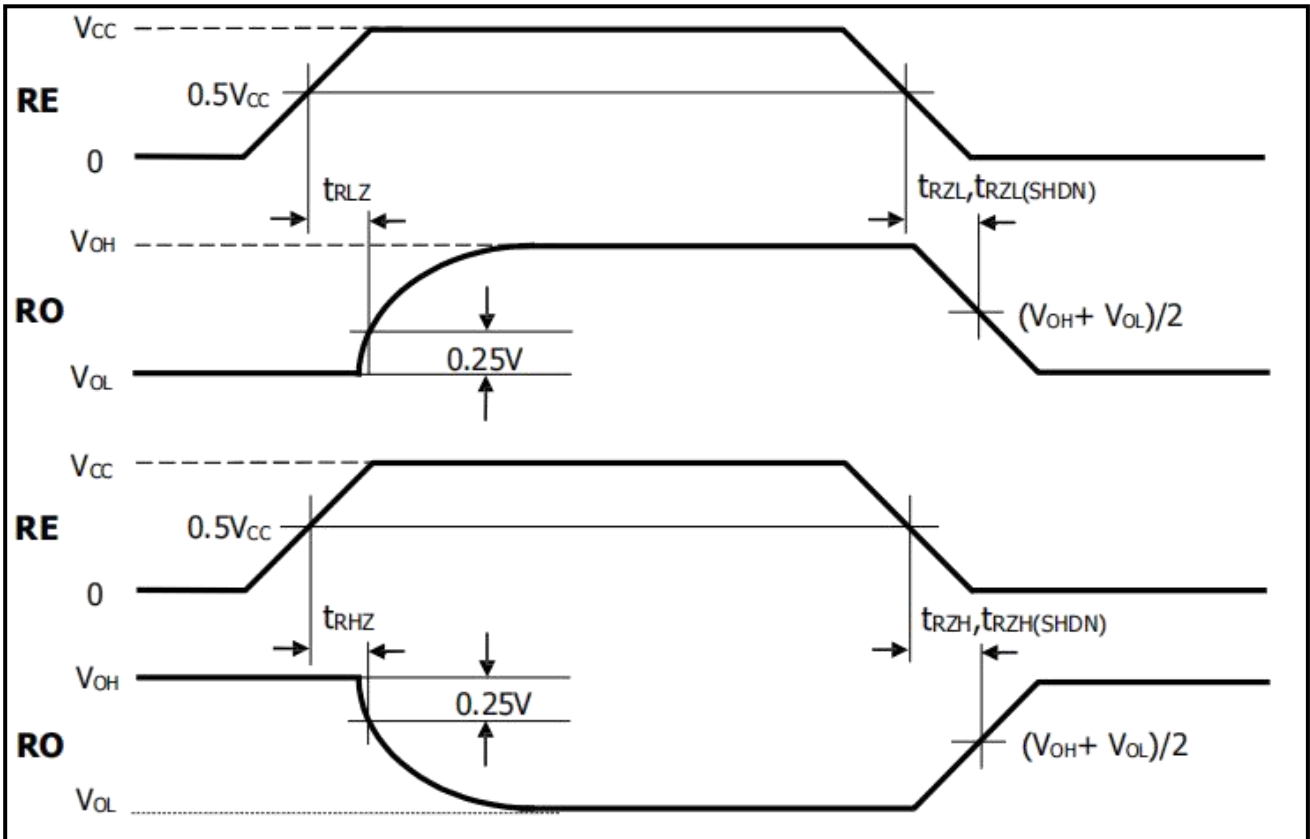 VCC
0.5VCC
RE
0
tRLZ
tRZL,tRZL(SHDN)
VOH
RO
(VOH+ VOL)/2
0.25V
VOL
VCC
0.5VCC
RE
0
tRHZ
tRZH,tRZH(SHDN)
VOH
0.25V
RO
(VOH+ VOL)/2
VOL